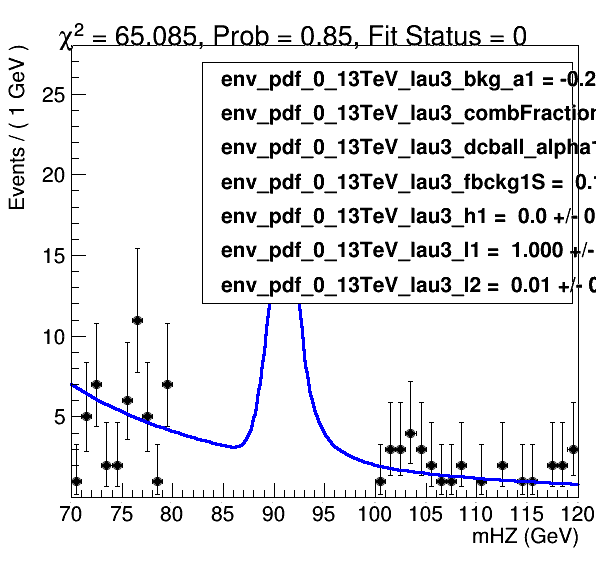 χ² = 65.085, Prob = 0.85, Fit Status = 0
env_pdf_0_13TeV_lau3_bkg_a1 = -0.2
env_pdf_0_13TeV_lau3_combFraction
env_pdf_0_13TeV_lau3_dcball_alpha1
env_pdf_0_13TeV_lau3_fbckg1S = 0.1
env_pdf_0_13TeV_lau3_h1 = 0.0 +/- 0
env_pdf_0_13TeV_lau3_l1 = 1.000 +/-
env_pdf_0_13TeV_lau3_l2 = 0.01 +/- 0
Events / ( 1 GeV )
25
20
15
10
5
70 75 80 85 90 95 100 105 110 115 120
mHZ (GeV)